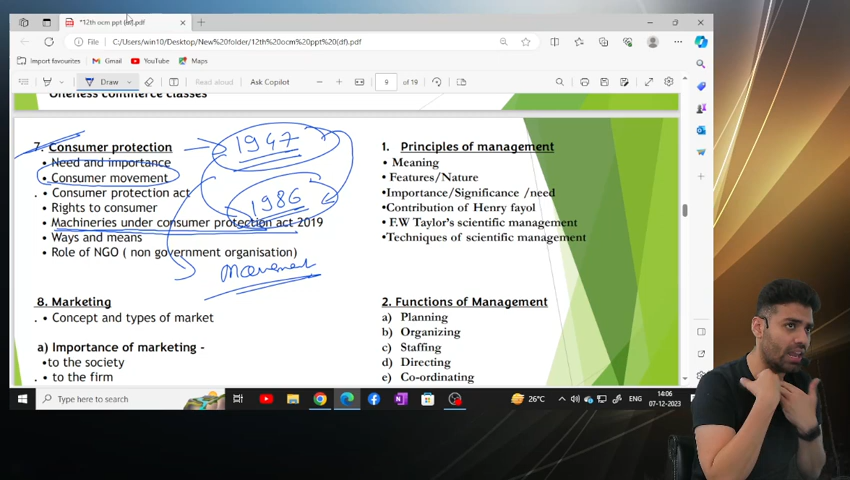 *12th ocm ppt (df).pdf
File
C:/Users/win10/Desktop/New%20folder/12th%20ocm%20ppt%20(df).pdf
Import favourites
Gmail
YouTube
Maps
Draw
Read aloud
Ask Copilot
9 of 19
Oneness commerce classes
7. Consumer protection
• Need and importance
• Consumer movement
. • Consumer protection act
• Rights to consumer
• Machineries under consumer protection act 2019
• Ways and means
• Role of NGO ( non government organisation)
1947
1986
Movement
8. Marketing
. • Concept and types of market
a) Importance of marketing -
•to the society
. • to the firm
1. Principles of management
• Meaning
• Features/Nature
•Importance/Significance /need
•Contribution of Henry fayol
• F.W Taylor's scientific management
•Techniques of scientific management
2. Functions of Management
a) Planning
b) Organizing
c) Staffing
d) Directing
e) Co-ordinating
Type here to search
26°C
ENG
14:06
07-12-2023